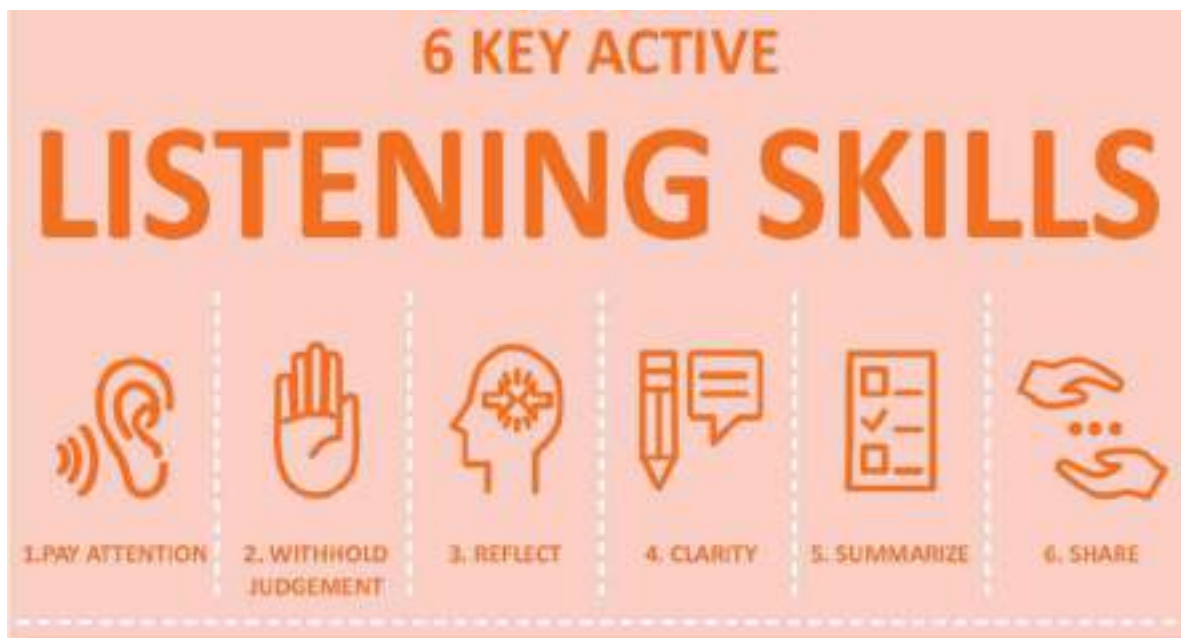 6 KEY ACTIVE
LISTENING SKILLS
1.PAY ATTENTION
2. WITHHOLD
JUDGEMENT
3. REFLECT
4. CLARITY
5. SUMMARIZE
6. SHARE